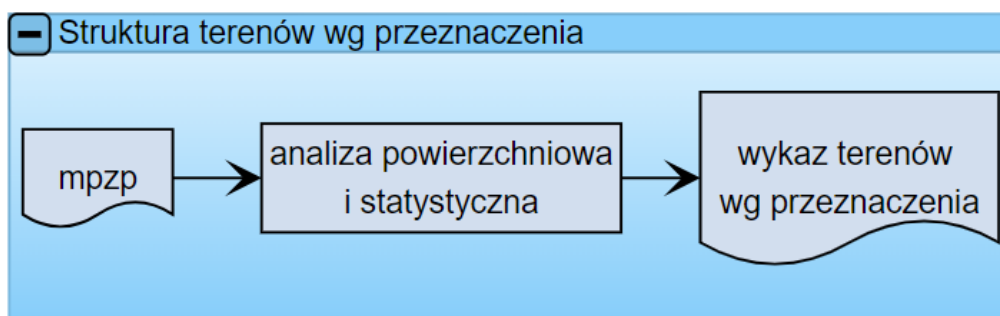 Struktura terenów wg przeznaczenia
mpzp
analiza powierzchniowa
i statystyczna
wykaz terenów
wg przeznaczenia